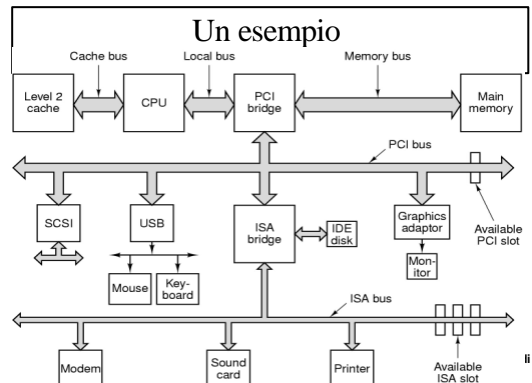 Un esempio
Cache bus
Local bus
Memory bus
Level 2
cache
CPU
PCI
bridge
Main
memory
PCI bus
SCSI
USB
ISA
bridge
IDE
disk
Graphics
adaptor
Available
PCI slot
Mouse
Key-
board
Mon-
itor
ISA bus
Modem
Sound
card
Printer
Available
ISA slot
li